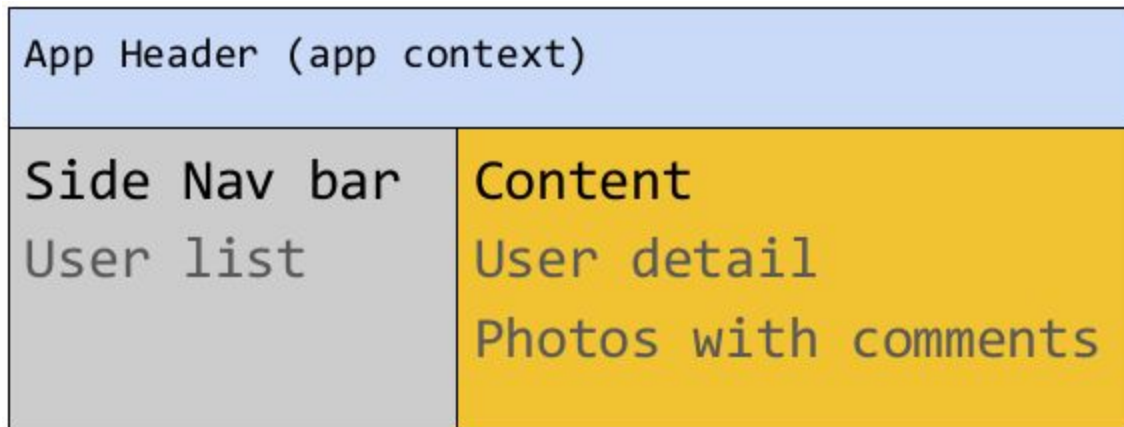 App Header (app context)
Side Nav bar
User list
Content
User detail
Photos with comments